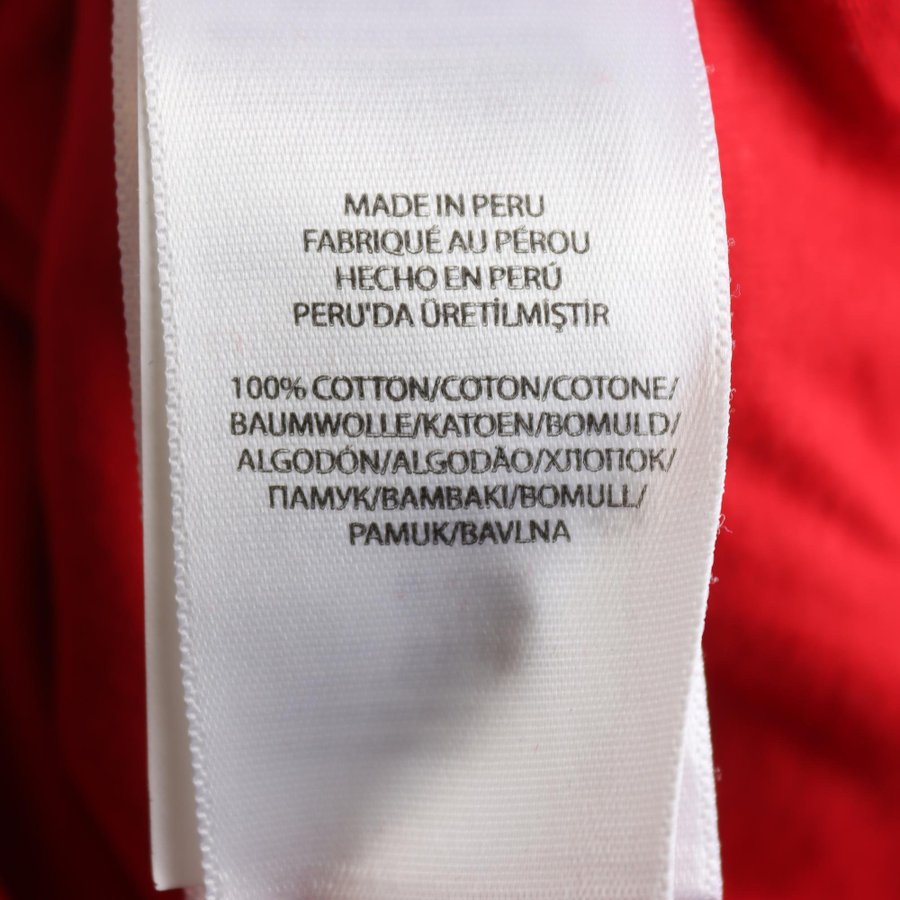 MADE IN PERU
FABRIQUÉ AU PÉROU
HECHO EN PERÚ
PERU'DA ÜRETİLMİŞTİR
100% COTTON/COTON/COTONE/
BAUMWOLLE/KATOEN/BOMULD/
ALGODÓN/ALGODÃO/ХЛОПОК/
ПАМУК/ΒΑΜΒΑΚΙ/BOMULL/
PAMUK/BAVLNA